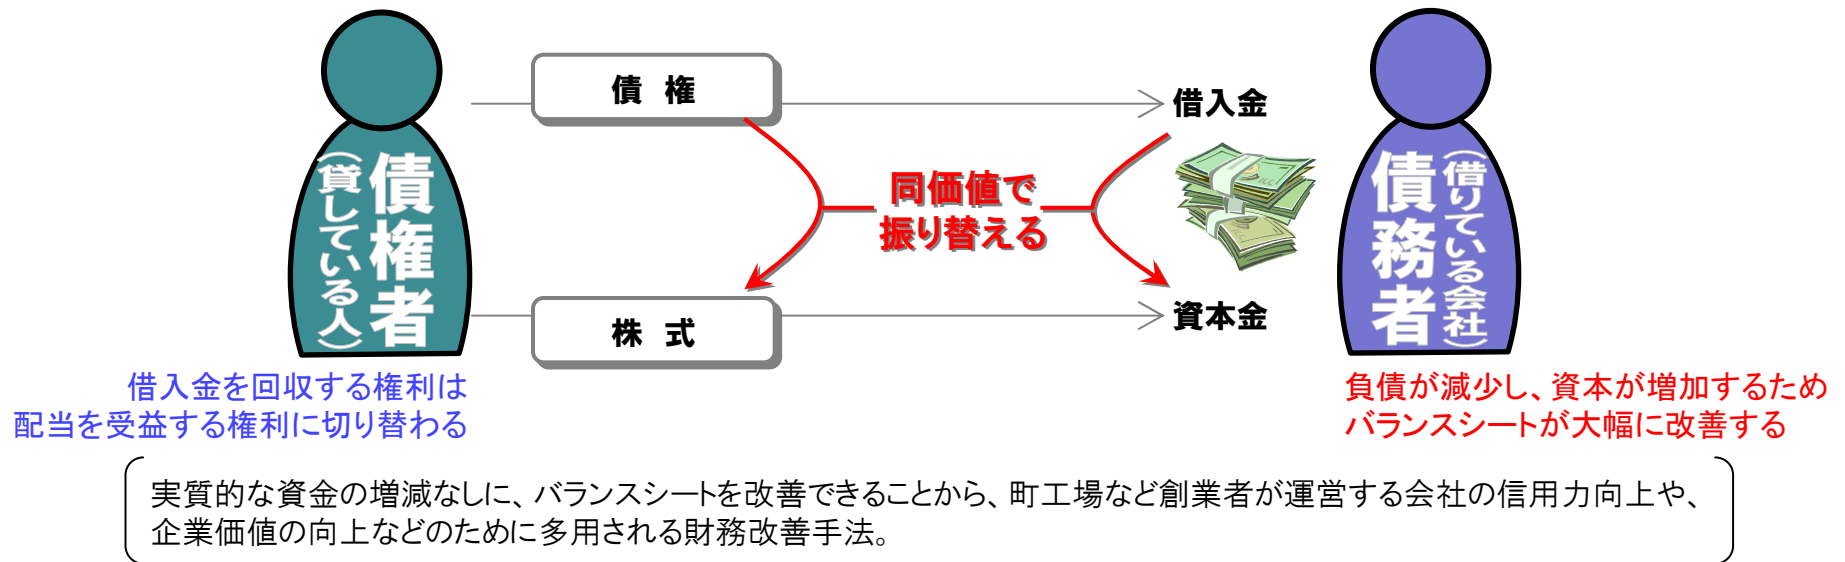 債権
借入金
債権者
(貸している人)
同価値で
振り替える
債務者
(借りている会社)
株式
資本金
借入金を回収する権利は
配当を受益する権利に切り替わる
負債が減少し、資本が増加するため
バランスシートが大幅に改善する
実質的な資金の増減なしに、バランスシートを改善できることから、町工場など創業者が運営する会社の信用力向上や、
企業価値の向上などのために多用される財務改善手法。